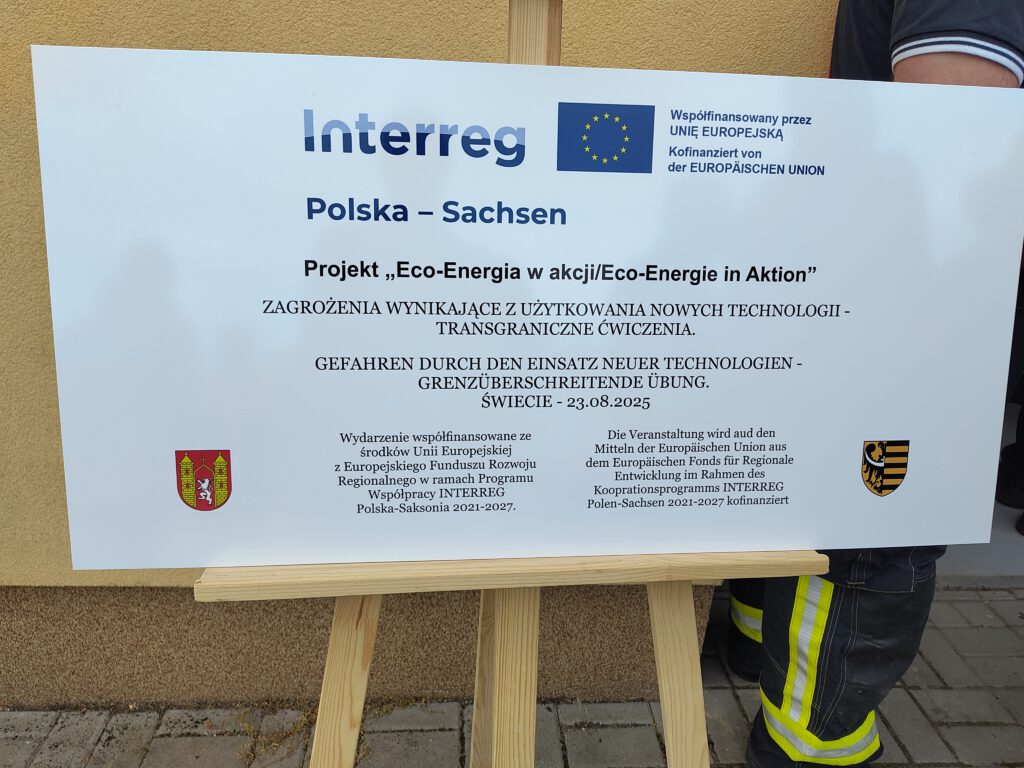 Interreg
Współfinansowany przez
UNIĘ EUROPEJSKĄ
Kofinanziert von
der EUROPÄISCHEN UNION
Polska – Sachsen
Projekt „Eco-Energia w akcji/Eco-Energie in Aktion”
ZAGROŻENIA WYNIKAJĄCE Z UŻYTKOWANIA NOWYCH TECHNOLOGII -
TRANSGRANICZNE ĆWICZENIA.
GEFAHREN DURCH DEN EINSATZ NEUER TECHNOLOGIEN -
GRENZÜBERSCHREITENDE ÜBUNG.
ŚWIECIE - 23.08.2025
Wydarzenie współfinansowane ze
środków Unii Europejskiej
z Europejskiego Funduszu Rozwoju
Regionalnego w ramach Programu
Współpracy INTERREG
Polska-Saksonia 2021-2027.
Die Veranstaltung wird aud den
Mitteln der Europäischen Union aus
dem Europäischen Fonds für Regionale
Entwicklung im Rahmen des
Kooprationsprogramms INTERREG
Polen-Sachsen 2021-2027 kofinanziert